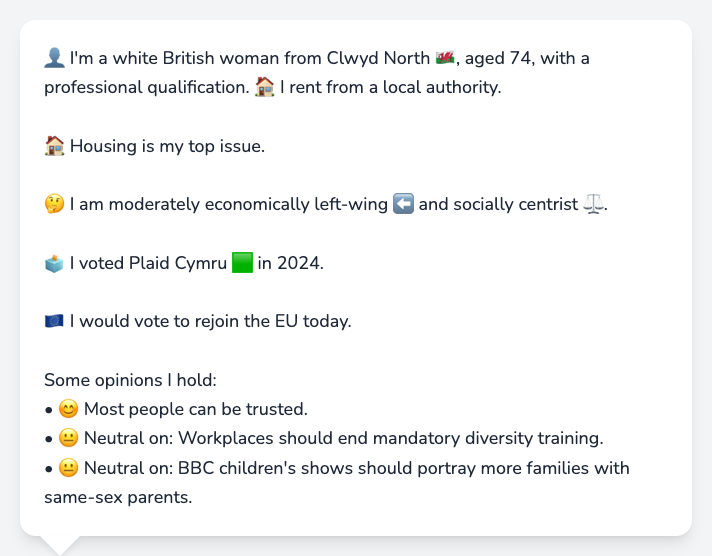 👤 I'm a white British woman from Clwyd North 🏴󠁧󠁢󠁷󠁬󠁳󠁿, aged 74, with a
professional qualification. 🏠 I rent from a local authority.
🏠 Housing is my top issue.
🤔 I am moderately economically left-wing ⬅️ and socially centrist ⚖️.
🗳️ I voted Plaid Cymru 🟩 in 2024.
🇪🇺 I would vote to rejoin the EU today.
Some opinions I hold:
• 😊 Most people can be trusted.
• 😐 Neutral on: Workplaces should end mandatory diversity training.
• 😐 Neutral on: BBC children's shows should portray more families with
same-sex parents.